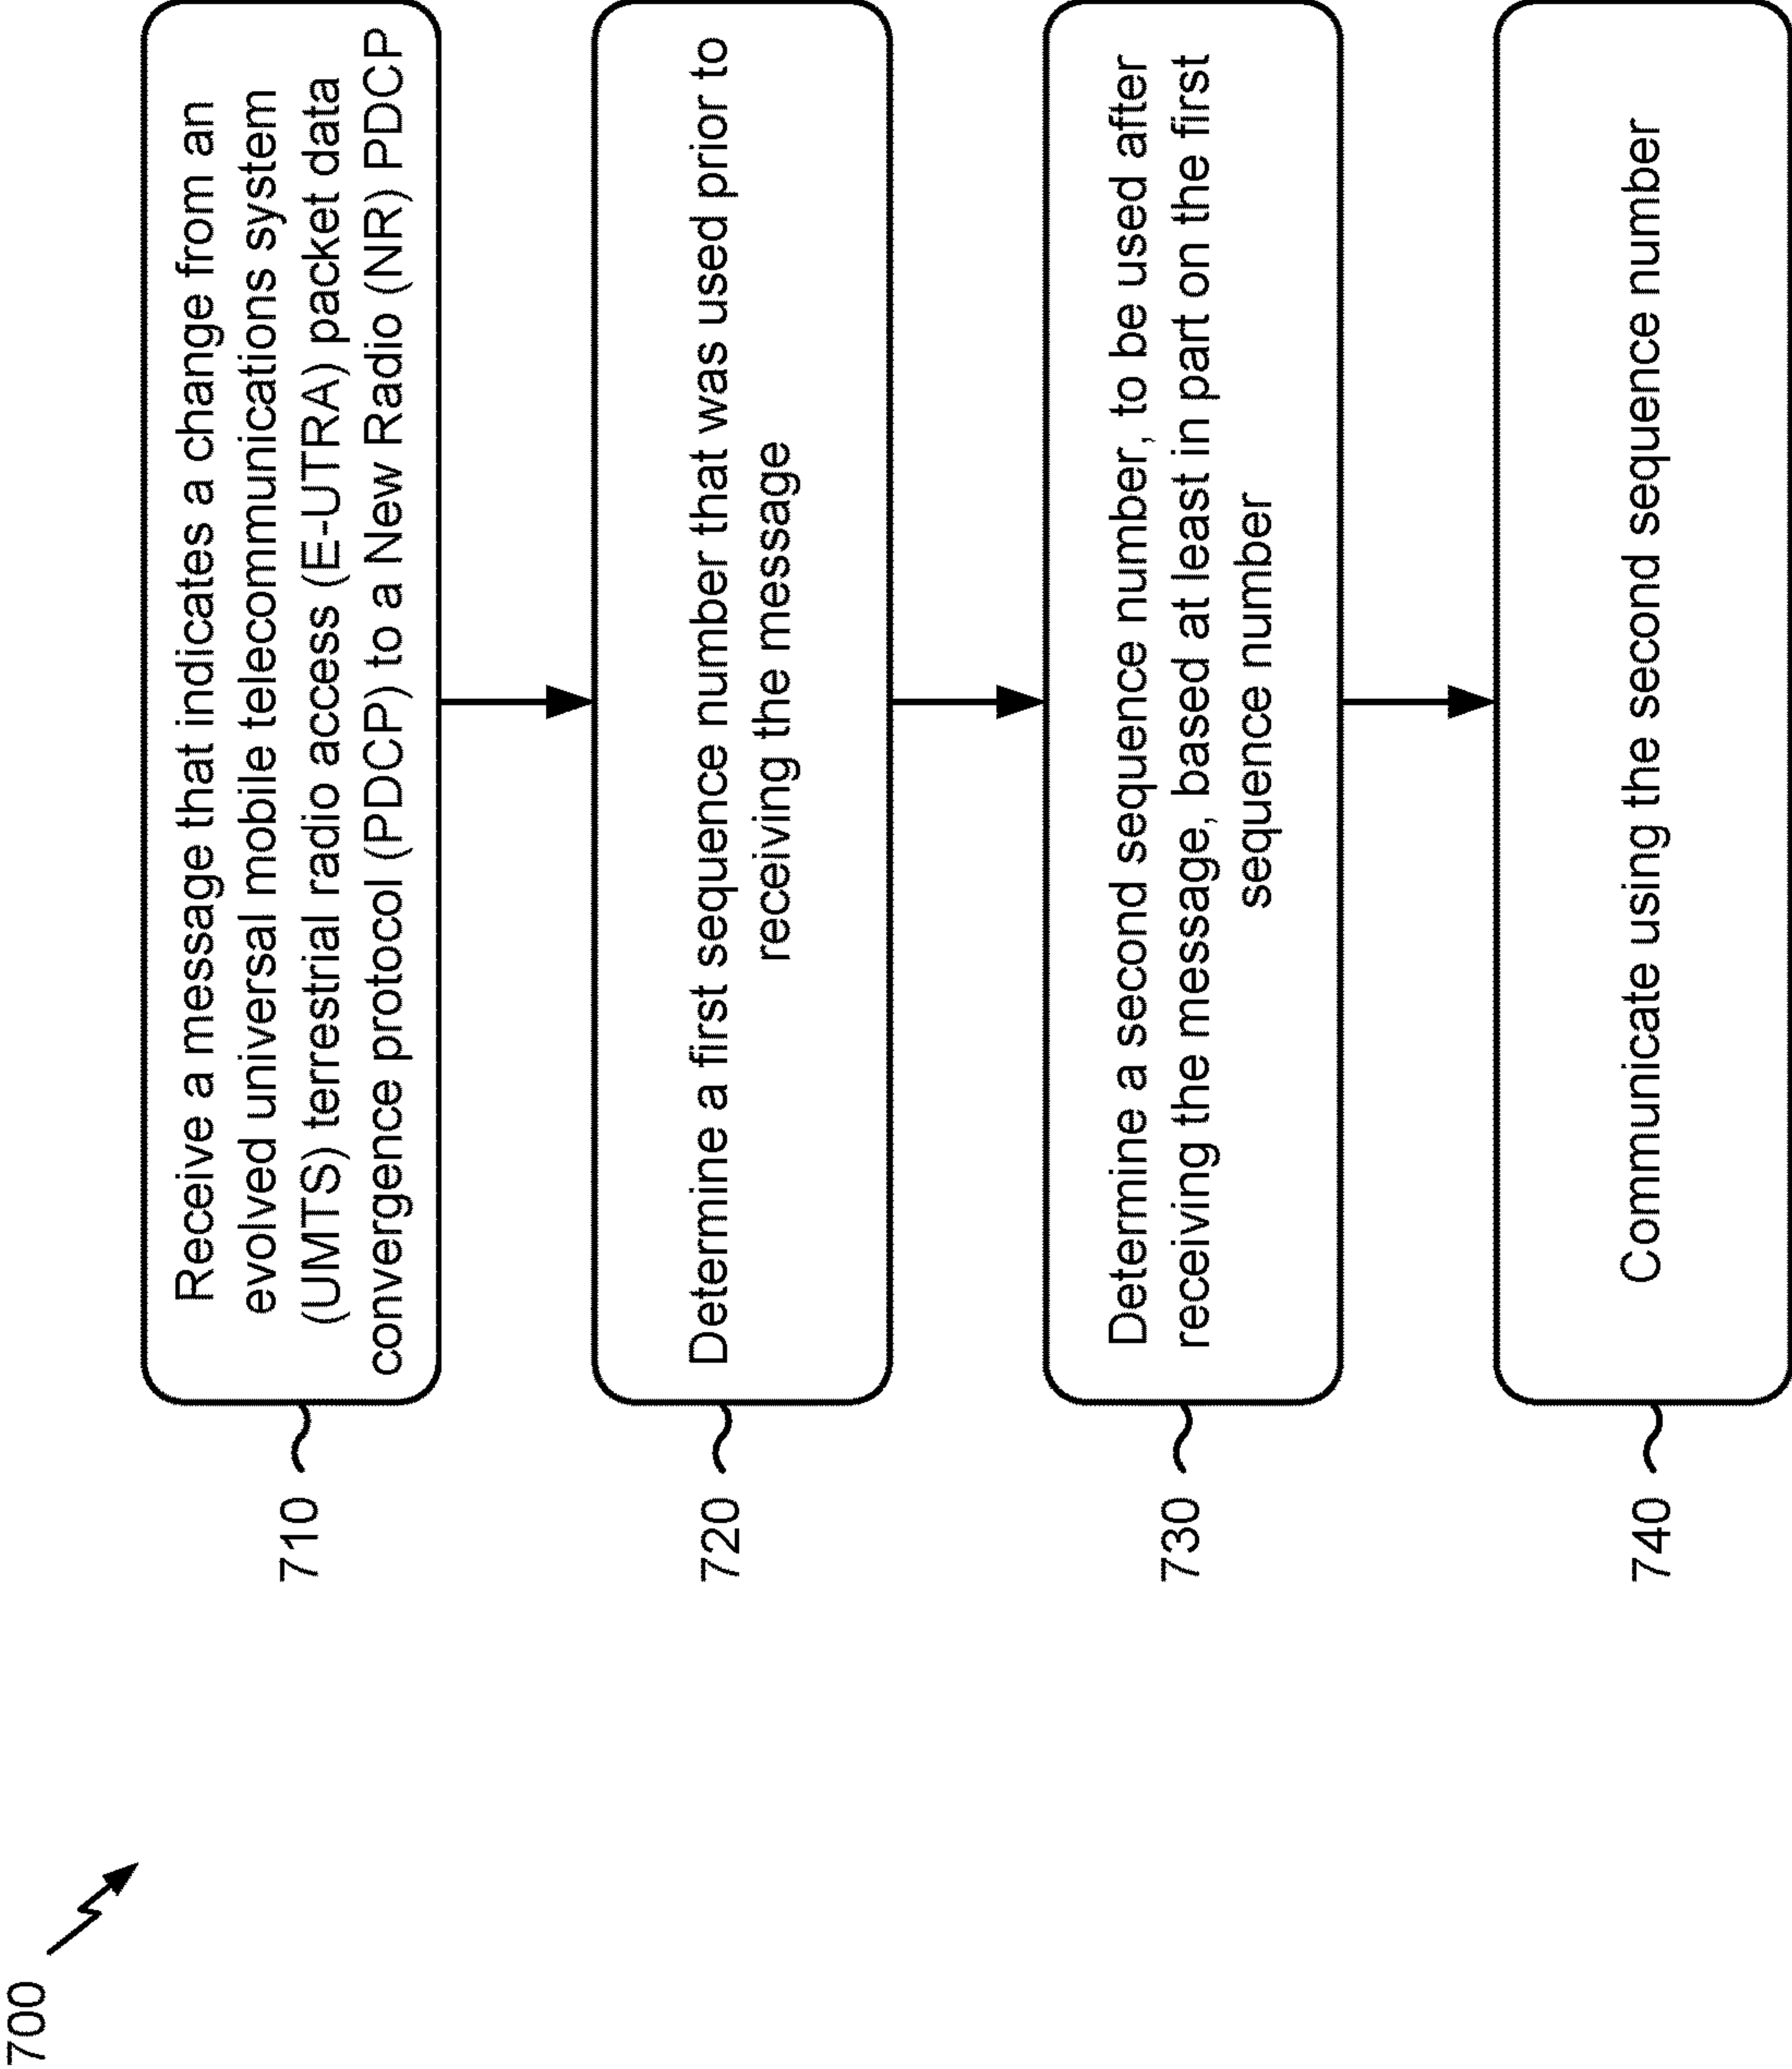 700
710
Receive a message that indicates a change from an
evolved universal mobile telecommunications system
(UMTS) terrestrial radio access (E-UTRA) packet data
convergence protocol (PDCP) to a New Radio (NR) PDCP
720
Determine a first sequence number that was used prior to
receiving the message
730
Determine a second sequence number, to be used after
receiving the message, based at least in part on the first
sequence number
740
Communicate using the second sequence number